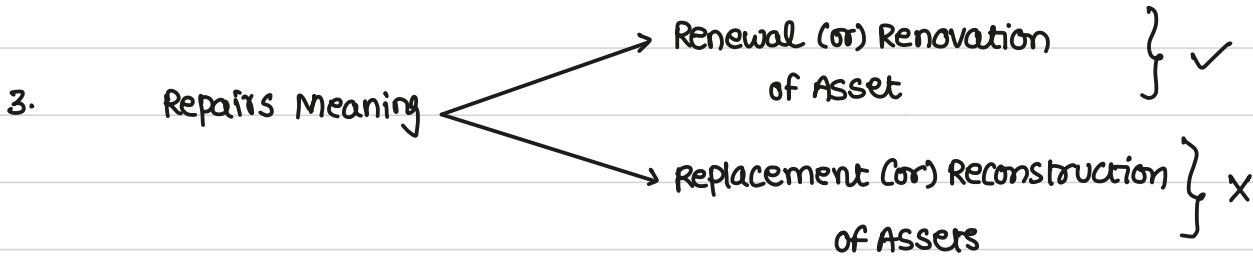 Renewal (or) Renovation
of Asset
3. Repairs Meaning
Replacement (or) Reconstruction
of Assets